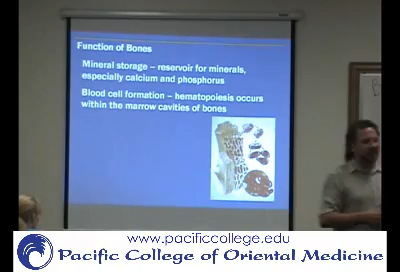 Function of Bones
Mineral storage – reservoir for minerals,
especially calcium and phosphorus
Blood cell formation – hematopoiesis occurs
within the marrow cavities of bones
www.pacificcollege.edu
Pacific College of Oriental Medicine